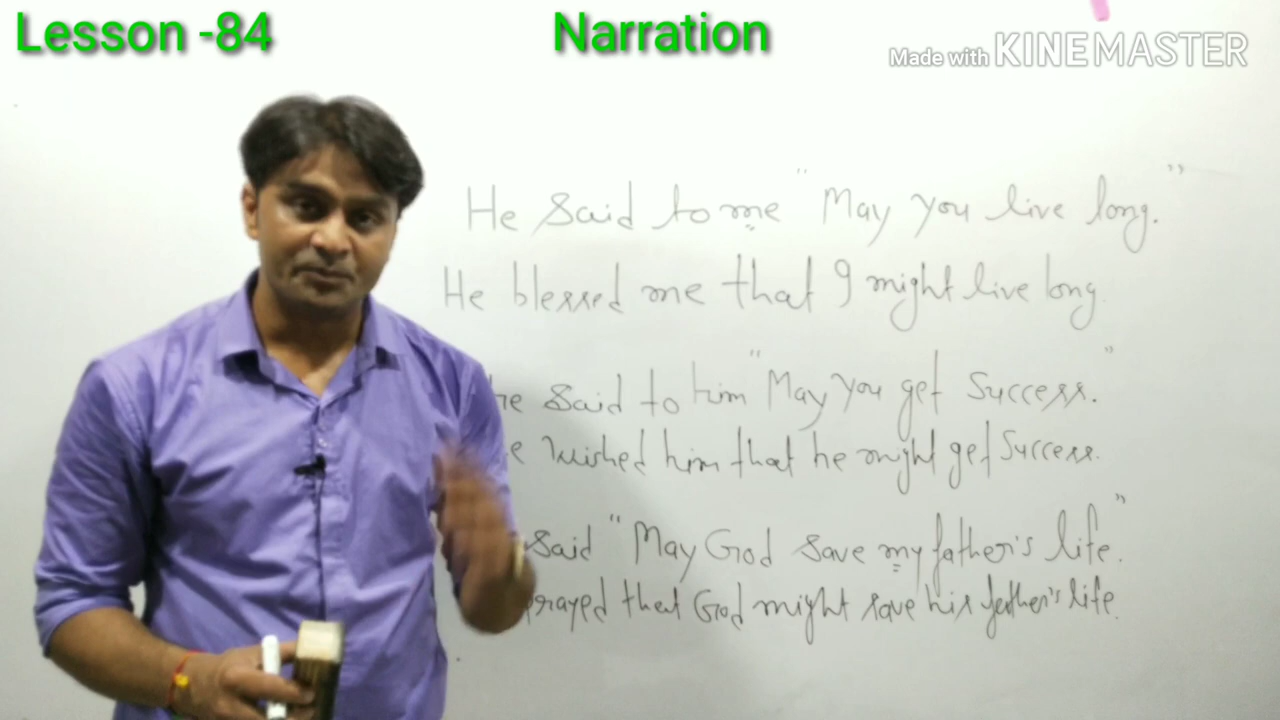 Lesson -84
Narration
Made with KINEMASTER
He said to me "May you live long."
He blessed me that I might live long.
he said to him "May you get success."
e wished him that he might get success.
said "May God save my father's life."
prayed that God might save his father's life.